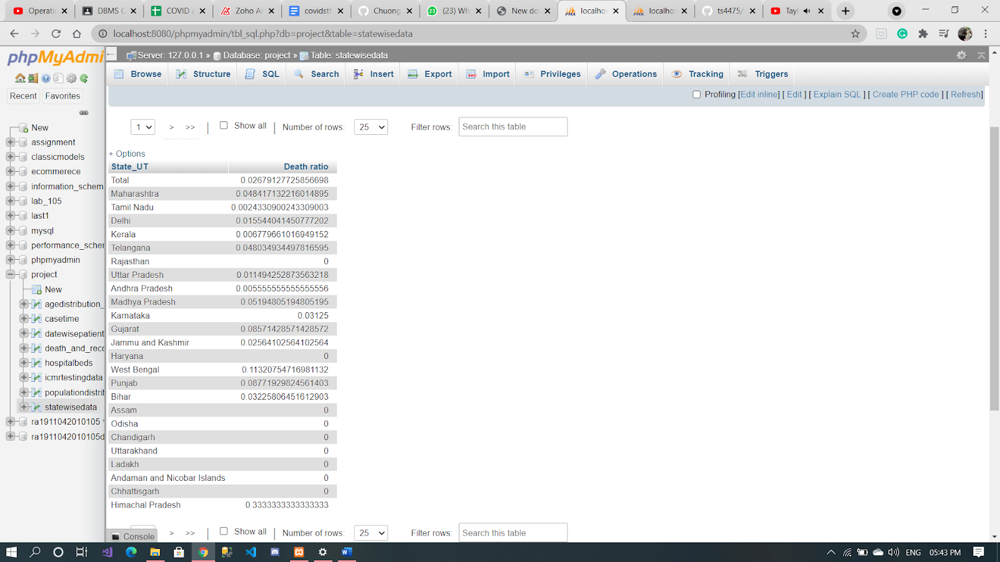 Operati DBMS C COVID a Zoho A covidstf Chuong (23) Wh New do localhos localhos ts4475/ Tayl
localhost:8080/phpmyadmin/tbl_sql.php?db=project&table=statewisedata
phpMyAdmi
Server: 127.0.0.1 » Database: project » Table: statewisedata
Browse Structure SQL Search Insert Export Import Privileges Operations Tracking Triggers
Recent Favorites
Profiling [Edit inline] [ Edit ] [ Explain SQL ] [ Create PHP code ] [ Refresh]
1 > >> | Show all | Number of rows: 25 Filter rows: Search this table
+ Options
New
assignment
classicmodels
ecommerece
information_schem
lab_105
last1
mysql
performance_scher
phpmyadmin
project
New
agedistribution_
casetime
datewisepatient
death_and_reco
hospitalbeds
icmrtestingdata
populationdistrib
statewisedata
ra1911042010105
ra1911042010105d
State_UT Death ratio
Total 0.02679127725856698
Maharashtra 0.048417132216014895
Tamil Nadu 0.0024330900243309003
Delhi 0.015544041450777202
Kerala 0.006779661016949152
Telangana 0.048034934497816595
Rajasthan 0
Uttar Pradesh 0.011494252873563218
Andhra Pradesh 0.005555555555555556
Madhya Pradesh 0.05194805194805195
Karnataka 0.03125
Gujarat 0.08571428571428572
Jammu and Kashmir 0.02564102564102564
Haryana 0
West Bengal 0.11320754716981132
Punjab 0.08771929824561403
Bihar 0.03225806451612903
Assam 0
Odisha 0
Chandigarh 0
Uttarakhand 0
Ladakh 0
Andaman and Nicobar Islands 0
Chhattisgarh 0
Himachal Pradesh 0.3333333333333333
> >> | Show all | Number of rows: 25 Filter rows: Search this table
Console
ENG 05:43 PM